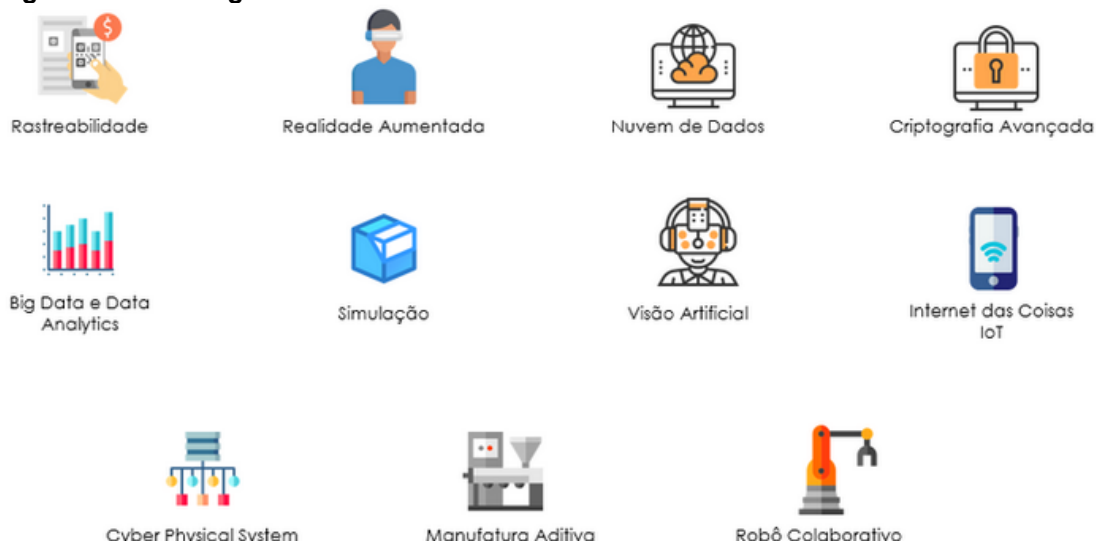 Rastreabilidade
Realidade Aumentada
Nuvem de Dados
Criptografia Avançada
Big Data e Data
Analytics
Simulação
Visão Artificial
Internet das Coisas
IoT
Cyber Physical System
Manufatura Aditiva
Robô Colaborativo